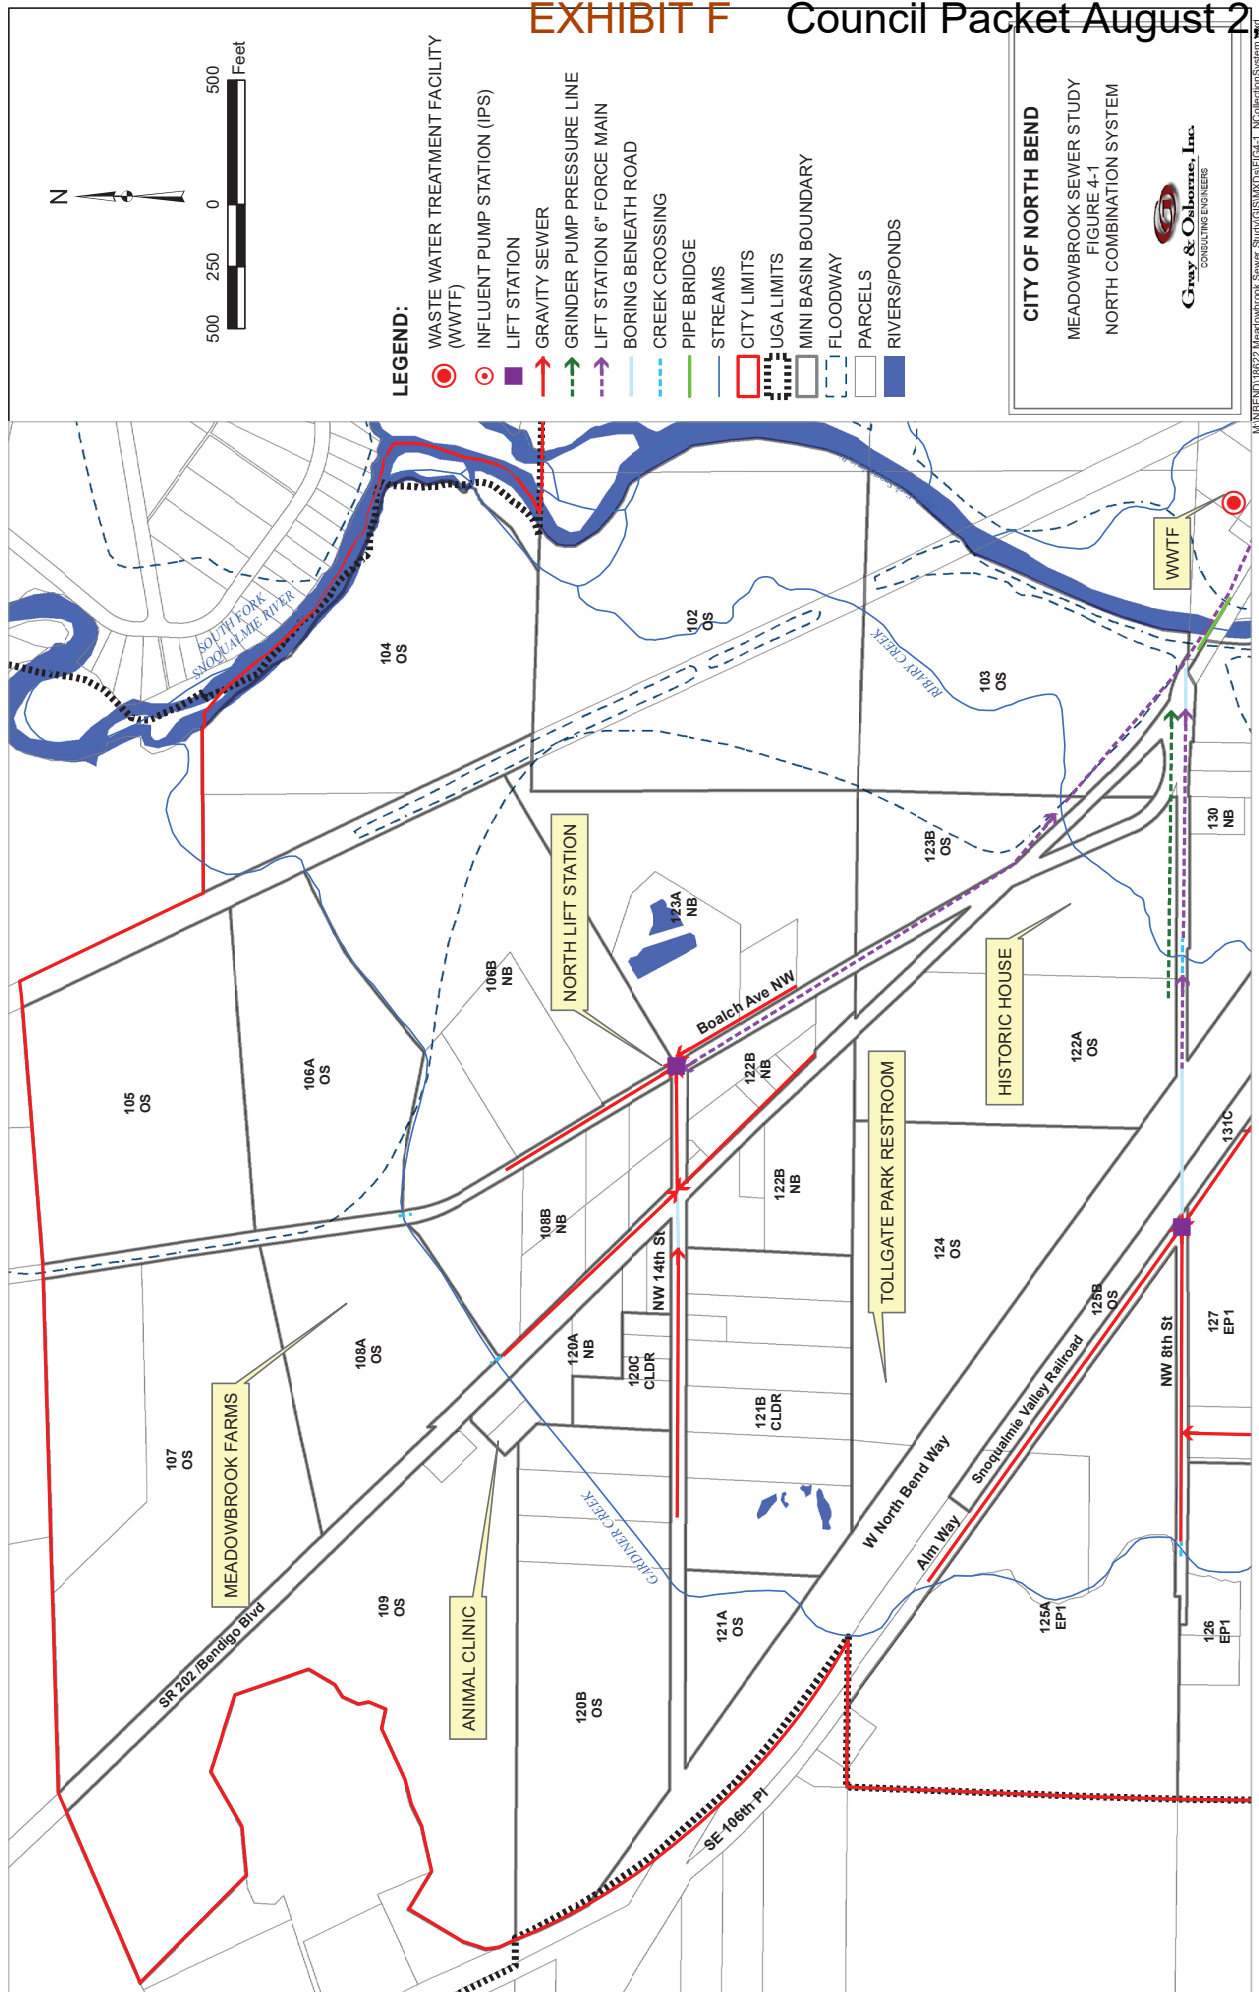 EXHIBIT F
Council Packet August 2
N
500
250
0
500
Feet
LEGEND:
WASTE WATER TREATMENT FACILITY
(WWTF)
INFLUENT PUMP STATION (IPS)
LIFT STATION
GRAVITY SEWER
GRINDER PUMP PRESSURE LINE
LIFT STATION 6" FORCE MAIN
BORING BENEATH ROAD
CREEK CROSSING
PIPE BRIDGE
STREAMS
CITY LIMITS
UGA LIMITS
MINI BASIN BOUNDARY
FLOODWAY
PARCELS
RIVERS/PONDS
CITY OF NORTH BEND
MEADOWBROOK SEWER STUDY
FIGURE 4-1
NORTH COMBINATION SYSTEM
Gray & Osborne, Inc.
CONSULTING ENGINEERS
SOUTH FORK
SNOQUALMIE RIVER
104
OS
102
OS
RIBARY CREEK
103
OS
WWTF
105
OS
106A
OS
106B
NB
NORTH LIFT STATION
123A
NB
123B
OS
130
NB
Boalch Ave NW
HISTORIC HOUSE
122A
OS
107
OS
MEADOWBROOK FARMS
108A
OS
108B
NB
122B
NB
122B
NB
TOLLGATE PARK RESTROOM
124
OS
131C
NW 14th St
120A
NB
120C
CLDR
121B
CLDR
125B
OS
127
EP1
NW 8th St
Snoqualmie Valley Railroad
W North Bend Way
Alm Way
SR 202 /Bendigo Blvd
109
OS
ANIMAL CLINIC
GARDINER CREEK
120B
OS
121A
OS
125A
EP1
126
EP1
SE 106th Pl